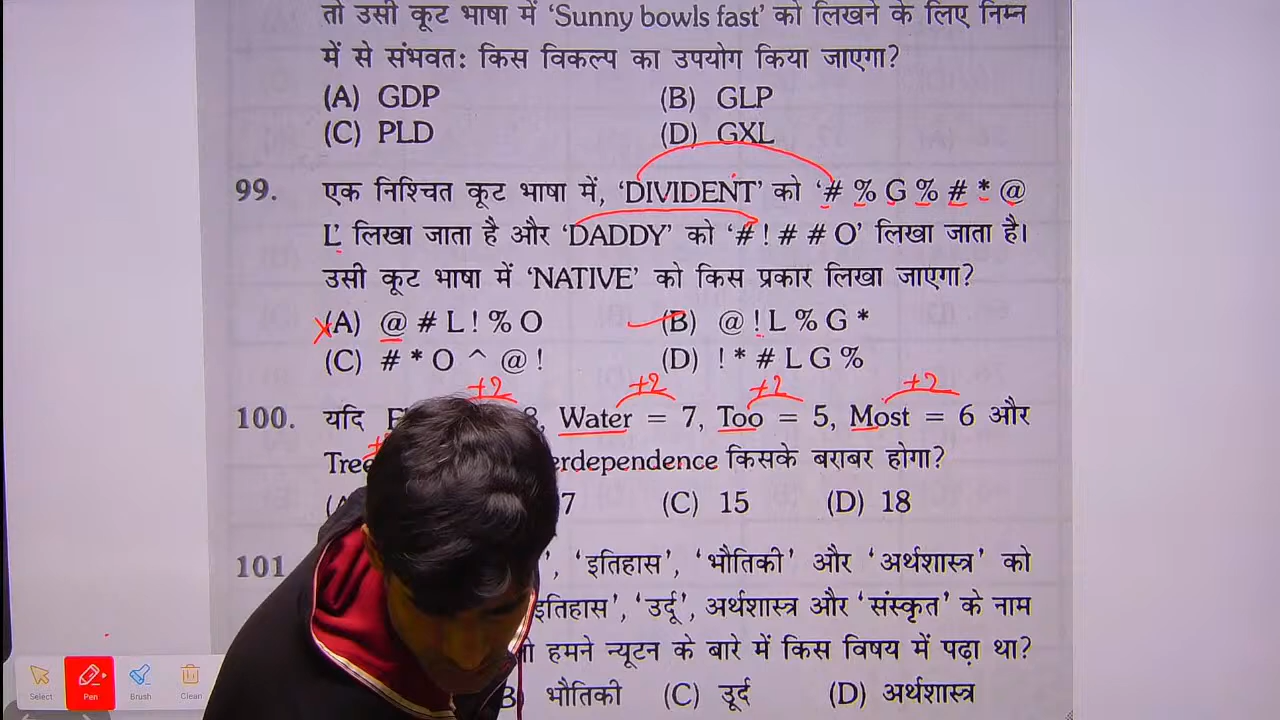 तो उसी कूट भाषा में ‘Sunny bowls fast’ को लिखने के लिए निम्न
में से संभवतः किस विकल्प का उपयोग किया जाएगा?
(A) GDP (B) GLP
(C) PLD (D) GXL
99. एक निश्चित कूट भाषा में, ‘DIVIDENT’ को ‘# % G % # * @
L’ लिखा जाता है और ‘DADDY’ को ‘# ! # # O’ लिखा जाता है।
उसी कूट भाषा में ‘NATIVE’ को किस प्रकार लिखा जाएगा?
(A) @ # L ! % O (B) @ ! L % G *
(C) # * O ^ @ ! (D) ! * # L G %
+2 +2 +2 +2
100. यदि 8, Water = 7, Too = 5, Most = 6 और
Tree erdependence किसके बराबर होगा?
7 (C) 15 (D) 18
101 ’, ‘इतिहास’, ‘भौतिकी’ और ‘अर्थशास्त्र’ को
इतिहास’, ‘उर्दू’, अर्थशास्त्र और ‘संस्कृत’ के नाम
हमने न्यूटन के बारे में किस विषय में पढ़ा था?
भौतिकी (C) उर्दू (D) अर्थशास्त्र
Select Pen Brush Clean